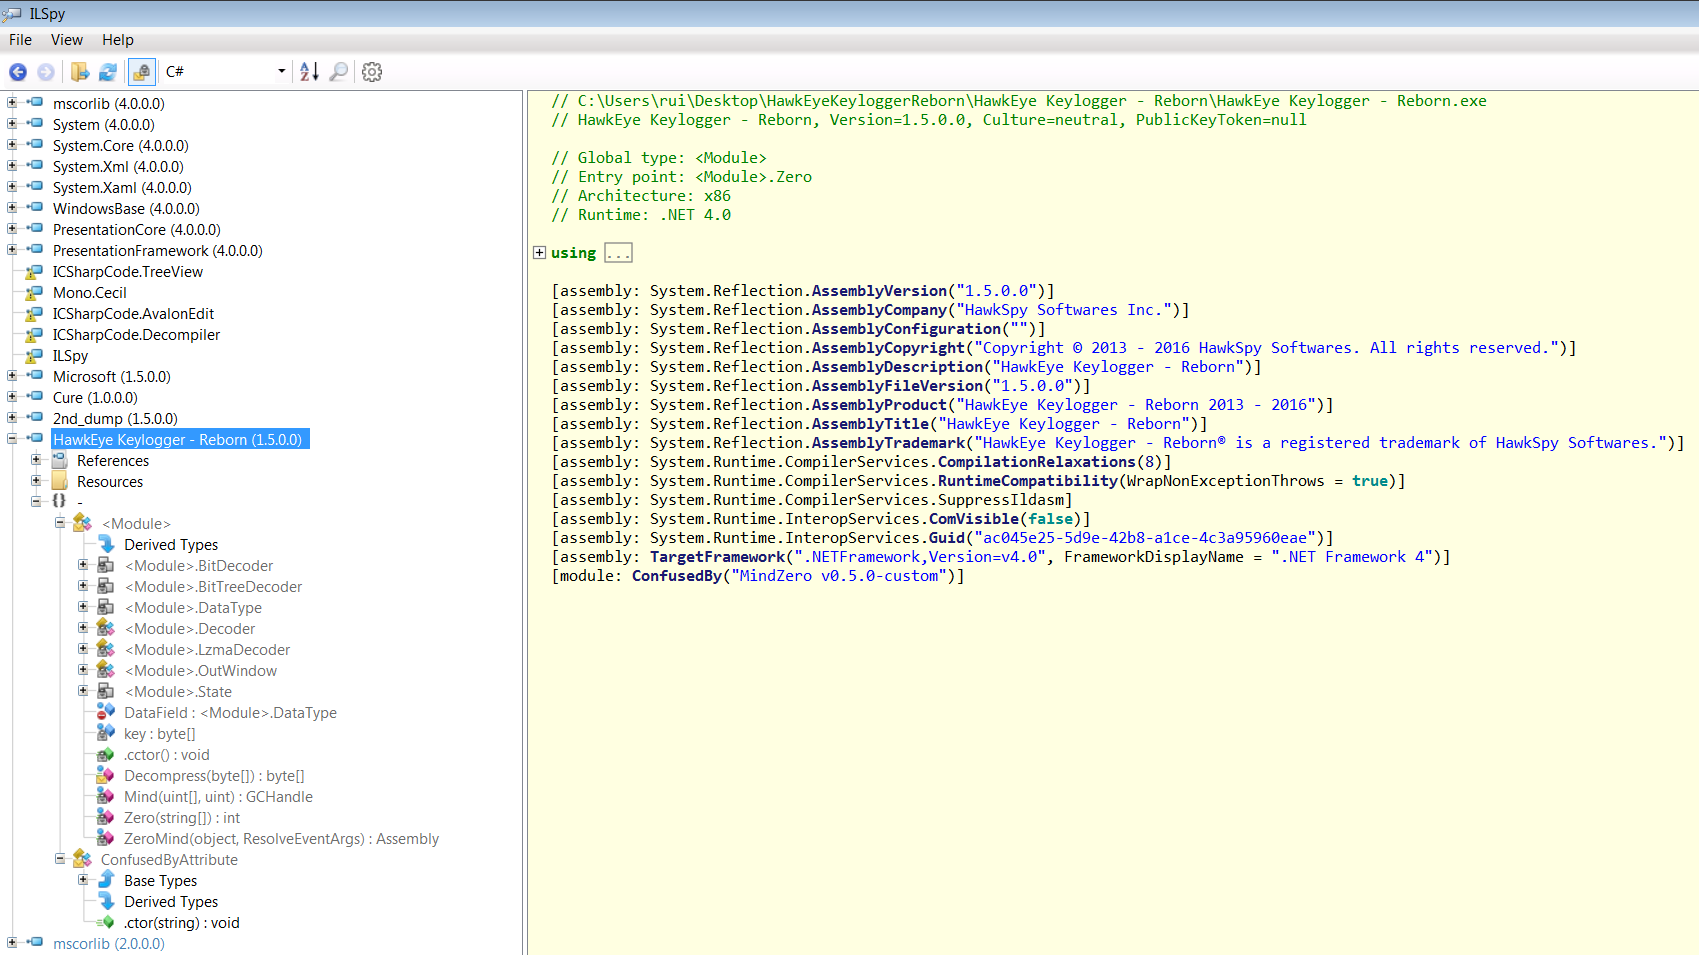 ILSpy
File View Help
C#
mscorlib (4.0.0.0)
System (4.0.0.0)
System.Core (4.0.0.0)
System.Xml (4.0.0.0)
System.Xaml (4.0.0.0)
WindowsBase (4.0.0.0)
PresentationCore (4.0.0.0)
PresentationFramework (4.0.0.0)
ICSharpCode.TreeView
Mono.Cecil
ICSharpCode.AvalonEdit
ICSharpCode.Decompiler
ILSpy
Microsoft (1.5.0.0)
Cure (1.0.0.0)
2nd_dump (1.5.0.0)
HawkEye Keylogger - Reborn (1.5.0.0)
References
Resources
{} -
<Module>
Derived Types
<Module>.BitDecoder
<Module>.BitTreeDecoder
<Module>.DataType
<Module>.Decoder
<Module>.LzmaDecoder
<Module>.OutWindow
<Module>.State
DataField : <Module>.DataType
key : byte[]
.cctor() : void
Decompress(byte[]) : byte[]
Mind(uint[], uint) : GCHandle
Zero(string[]) : int
ZeroMind(object, ResolveEventArgs) : Assembly
ConfusedByAttribute
Base Types
Derived Types
.ctor(string) : void
mscorlib (2.0.0.0)
// C:\Users\rui\Desktop\HawkEyeKeyloggerReborn\HawkEye Keylogger - Reborn\HawkEye Keylogger - Reborn.exe
// HawkEye Keylogger - Reborn, Version=1.5.0.0, Culture=neutral, PublicKeyToken=null
// Global type: <Module>
// Entry point: <Module>.Zero
// Architecture: x86
// Runtime: .NET 4.0
using ...
[assembly: System.Reflection.AssemblyVersion("1.5.0.0")]
[assembly: System.Reflection.AssemblyCompany("HawkSpy Softwares Inc.")]
[assembly: System.Reflection.AssemblyConfiguration("")]
[assembly: System.Reflection.AssemblyCopyright("Copyright © 2013 - 2016 HawkSpy Softwares. All rights reserved.")]
[assembly: System.Reflection.AssemblyDescription("HawkEye Keylogger - Reborn")]
[assembly: System.Reflection.AssemblyFileVersion("1.5.0.0")]
[assembly: System.Reflection.AssemblyProduct("HawkEye Keylogger - Reborn 2013 - 2016")]
[assembly: System.Reflection.AssemblyTitle("HawkEye Keylogger - Reborn")]
[assembly: System.Reflection.AssemblyTrademark("HawkEye Keylogger - Reborn® is a registered trademark of HawkSpy Softwares.")]
[assembly: System.Runtime.CompilerServices.CompilationRelaxations(8)]
[assembly: System.Runtime.CompilerServices.RuntimeCompatibility(WrapNonExceptionThrows = true)]
[assembly: System.Runtime.CompilerServices.SuppressIldasm]
[assembly: System.Runtime.InteropServices.ComVisible(false)]
[assembly: System.Runtime.InteropServices.Guid("ac045e25-5d9e-42b8-a1ce-4c3a95960eae")]
[assembly: TargetFramework(".NETFramework,Version=v4.0", FrameworkDisplayName = ".NET Framework 4")]
[module: ConfusedBy("MindZero v0.5.0-custom")]